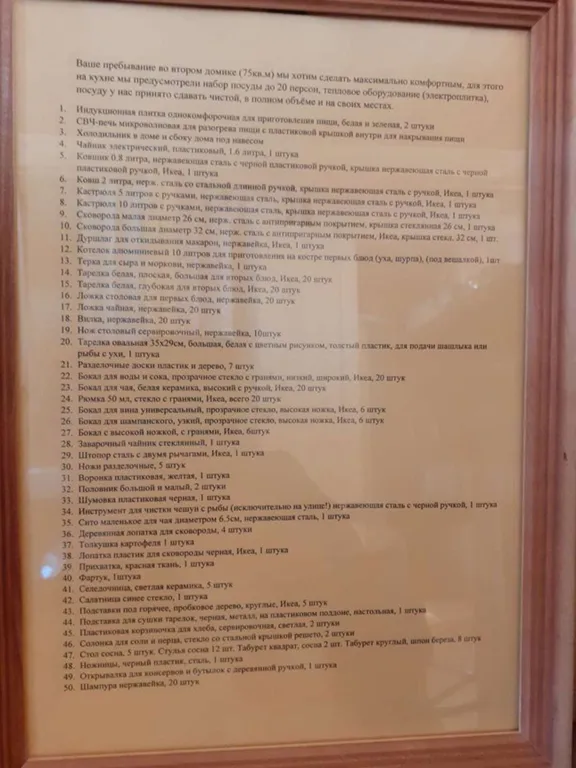 Ваше пребывание во втором домике (75кв.м) мы хотим сделать максимально комфортным, для этого
на кухне мы предусмотрели набор посуды до 20 персон, тепловое оборудование (электроплитка),
посуду у нас принято сдавать чистой, в полном объёме и на своих местах.
1. Индукционная плитка однокомфорочная для приготовления пищи, белая и зеленая, 2 штуки
2. СВЧ-печь микроволновая для разогрева пищи с пластиковой крышкой внутри для накрывания пищи
3. Холодильник в доме и сбоку дома под навесом
4. Чайник электрический, пластиковый, 1.6 литра, 1 штука
5. Ковшик 0.8 литра, нержавеющая сталь с черной пластиковой ручкой, крышка нержавеющая сталь с черной
пластиковой ручкой, Икеа, 1 штука
6. Ковш 2 литра, нерж. сталь со стальной длинной ручкой, крышка нержавеющая сталь с ручкой, Икеа, 1 штука
7. Кастрюля 5 литров с ручками, нержавеющая сталь, крышка нержавеющая сталь с ручкой, Икеа, 1 штука
8. Кастрюля 10 литров с ручками, нержавеющая сталь, крышка нержавеющая сталь с ручкой, Икеа, 1 штука
9. Сковорода малая диаметр 26 см, нерж. сталь с антипригарным покрытием, крышка стеклянная 26 см, 1 штука
10. Сковорода большая диаметр 32 см, нерж. сталь с антипригарным покрытием, Икеа, крышка стекл. 32 см, 1 шт.
11. Дуршлаг для откидывания макарон, нержавейка, Икеа, 1 штука
12. Котелок алюминиевый 10 литров для приготовления на костре первых блюд (уха, шурпа), (под вешалкой), 1шт
13. Терка для сыра и моркови, нержавейка, 1 штука
14. Тарелка белая, плоская, большая для вторых блюд, Икеа, 20 штук
15. Тарелка белая, глубокая для вторых блюд, Икеа, 20 штук
16. Ложка столовая для первых блюд, нержавейка, 20 штук
17. Ложка чайная, нержавейка, 20 штук
18. Вилка, нержавейка, 20 штук
19. Нож столовый сервировочный, нержавейка, 10штук
20. Тарелка овальная 35х29см, большая, белая с цветным рисунком, толстый пластик, для подачи шашлыка или
рыбы с ухи, 1 штука
21. Разделочные доски пластик и дерево, 7 штук
22. Бокал для воды и сока, прозрачное стекло с гранями, низкий, широкий, Икеа, 20 штук
23. Бокал для чая, белая керамика, высокий с ручкой, Икеа, 20 штук
24. Рюмка 50 мл, стекло с гранями, Икеа, всего 20 штук
25. Бокал для вина универсальный, прозрачное стекло, высокая ножка, Икеа, 6 штук
26. Бокал для шампанского, узкий, прозрачное стекло, высокая ножка, Икеа, 6 штук
27. Бокал с высокой ножкой, с гранями, Икеа, 6штук
28. Заварочный чайник стеклянный, 1 штука
29. Штопор сталь с двумя рычагами, Икеа, 1 штука
30. Ножи разделочные, 5 штук
31. Воронка пластиковая, желтая, 1 штука
32. Половник большой и малый, 2 штуки
33. Шумовка пластиковая черная, 1 штука
34. Инструмент для чистки чешуи с рыбы (исключительно на улице!) нержавеющая сталь с черной ручкой, 1 штука
35. Сито маленькое для чая диаметром 6,5см, нержавеющая сталь, 1 штука
36. Деревянная лопатка для сковороды, 4 штуки
37. Толкушка картофеля 1 штука
38. Лопатка пластик для сковороды черная, Икеа, 1 штука
39. Прихватка, красная ткань, 1 штука
40. Фартук, 1штука
41. Селедочница, светлая керамика, 5 штук
42. Салатница синее стекло, 1 штука
43. Подставки под горячее, пробковое дерево, круглые, Икеа, 5 штук
44. Подставка для сушки тарелок, черная, металл, на пластиковом поддоне, настольная, 1 штука
45. Пластиковая корзиночка для хлеба, сервировочная, светлая, 2 штуки
46. Солонка для соли и перца, стекло со стальной крышкой решето, 2 штуки
47. Стол сосна, 5 штук. Стулья сосна 12 шт. Табурет квадрат, сосна 2 шт. Табурет круглый, шпон береза, 8 штук
48. Ножницы, черный пластик, сталь, 1 штука
49. Открывалка для консервов и бутылок с деревянной ручкой, 1 штука
50. Шампура нержавейка, 20 штук